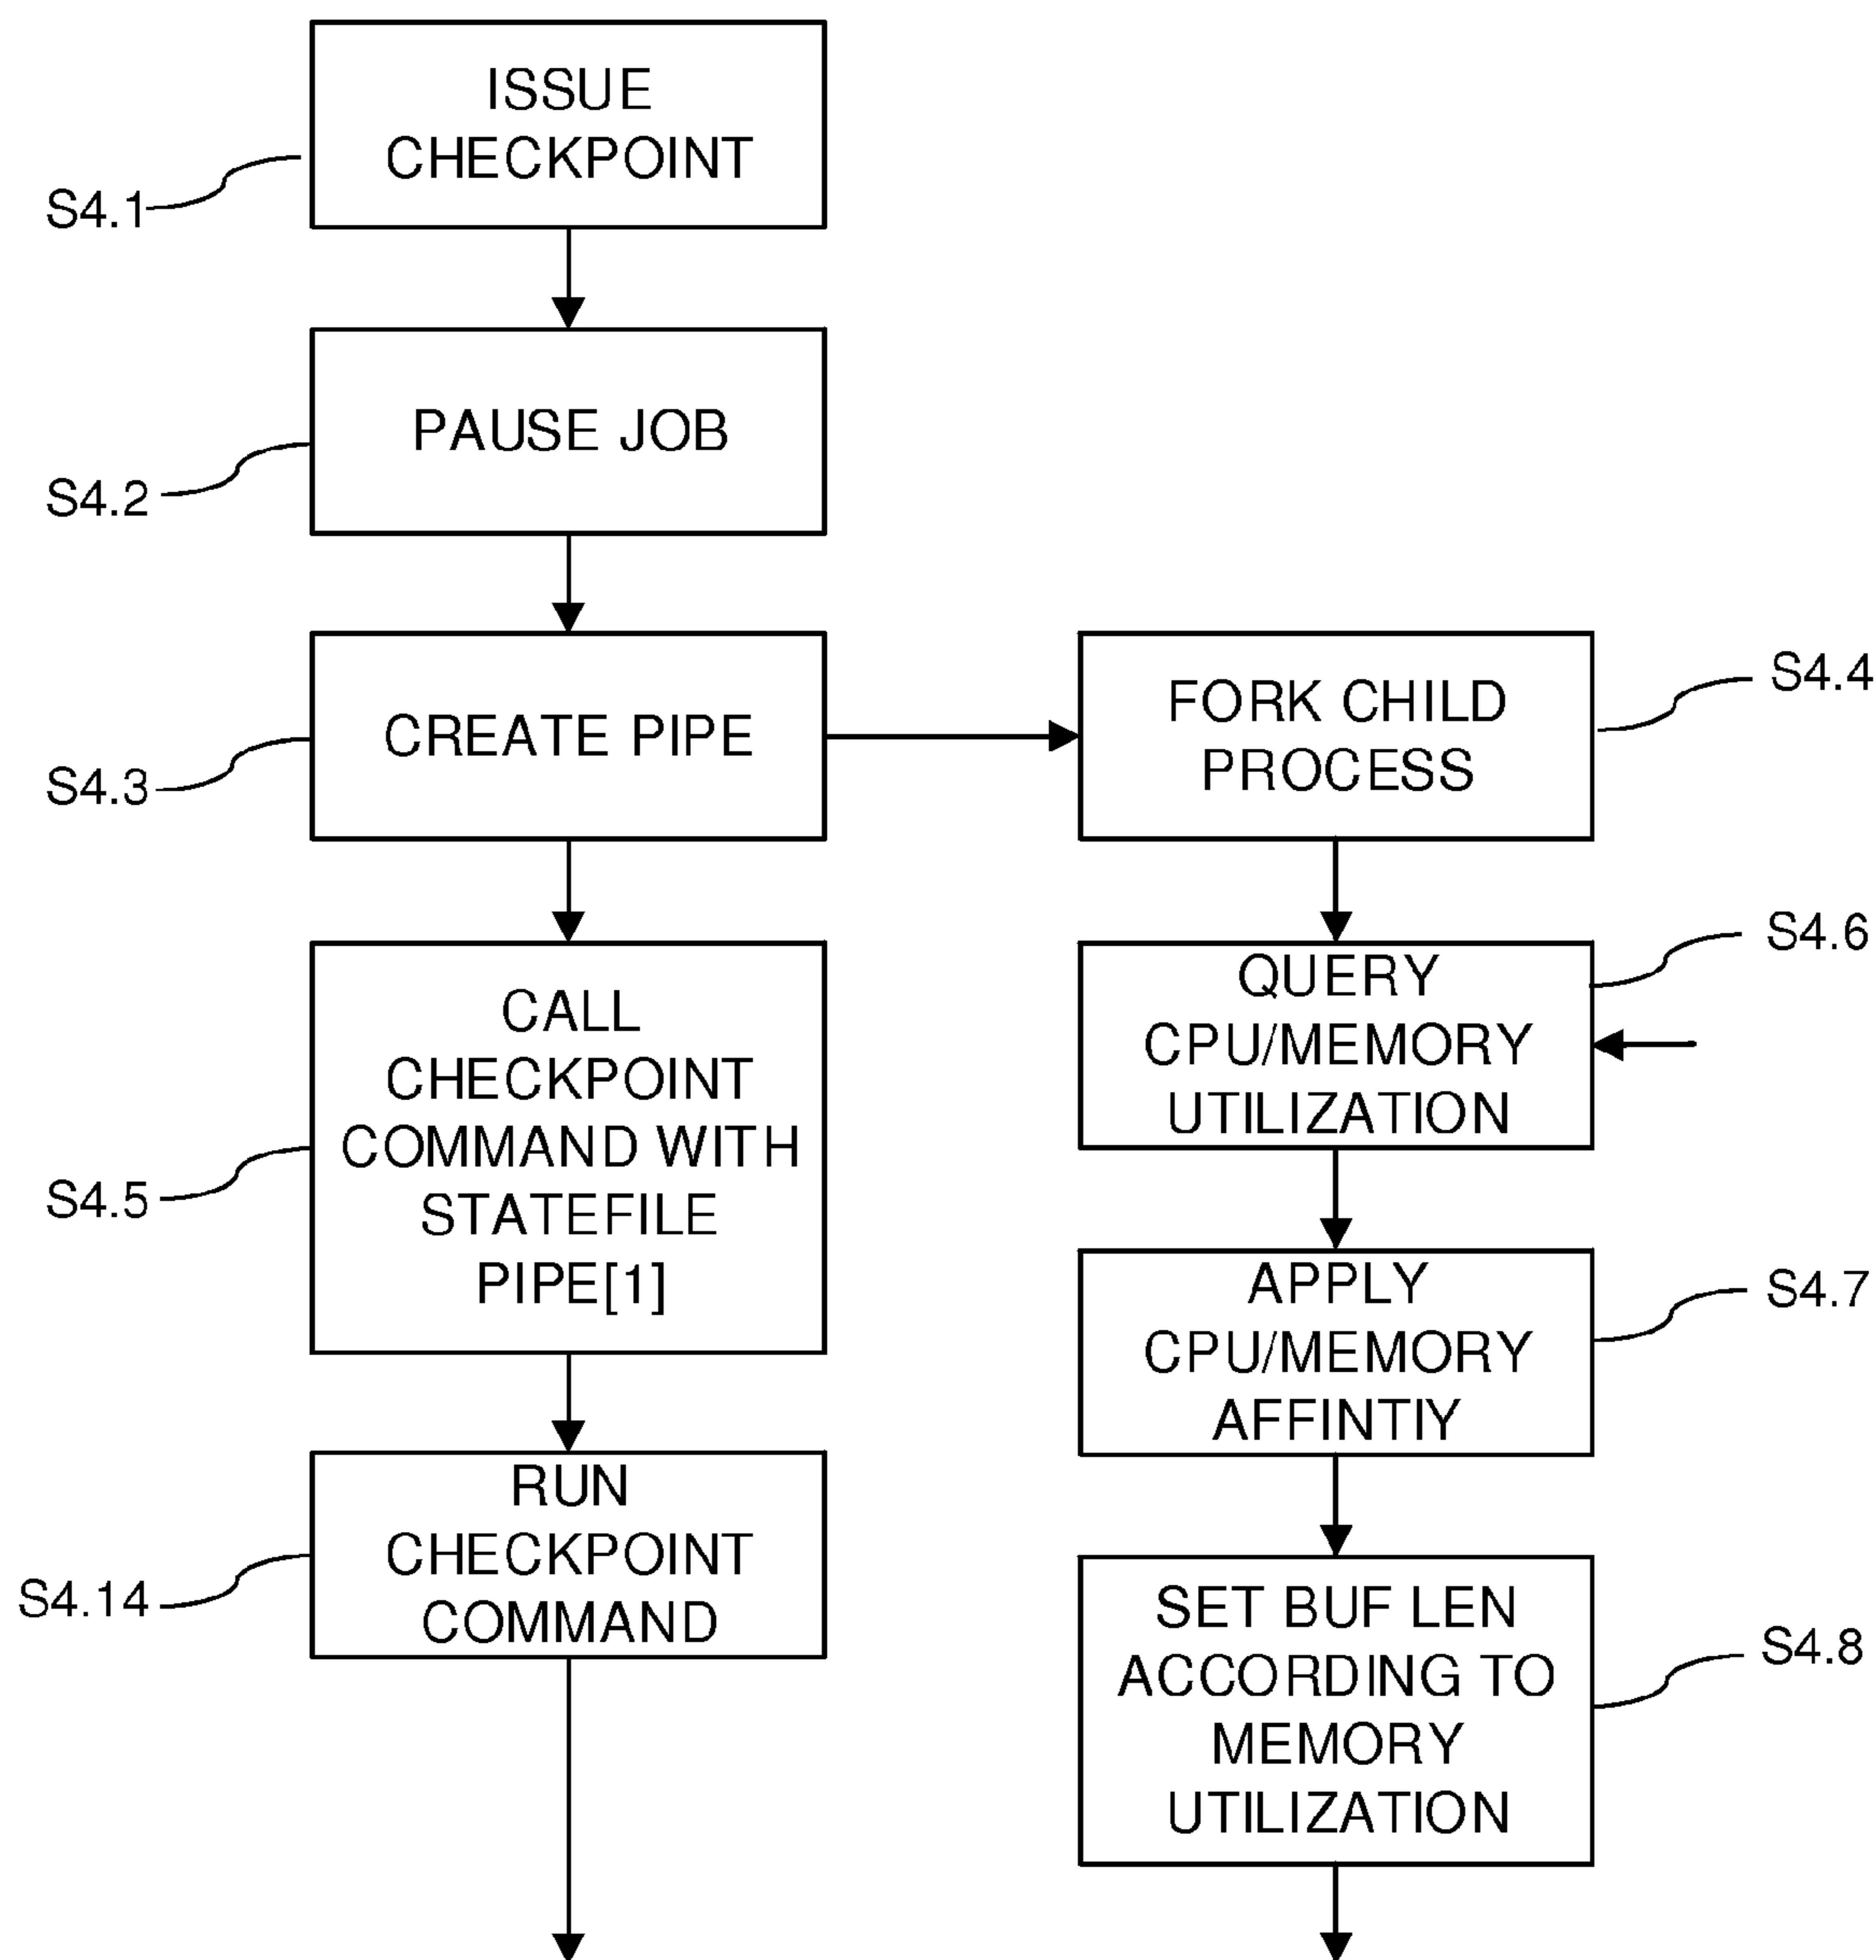 ISSUE
CHECKPOINT
S4.1
PAUSE JOB
S4.2
CREATE PIPE
S4.3
FORK CHILD
PROCESS
S4.4
CALL
CHECKPOINT
COMMAND WITH
STATEFILE
PIPE[1]
S4.5
QUERY
CPU/MEMORY
UTILIZATION
S4.6
APPLY
CPU/MEMORY
AFFINTIY
S4.7
RUN
CHECKPOINT
COMMAND
S4.14
SET BUF LEN
ACCORDING TO
MEMORY
UTILIZATION
S4.8